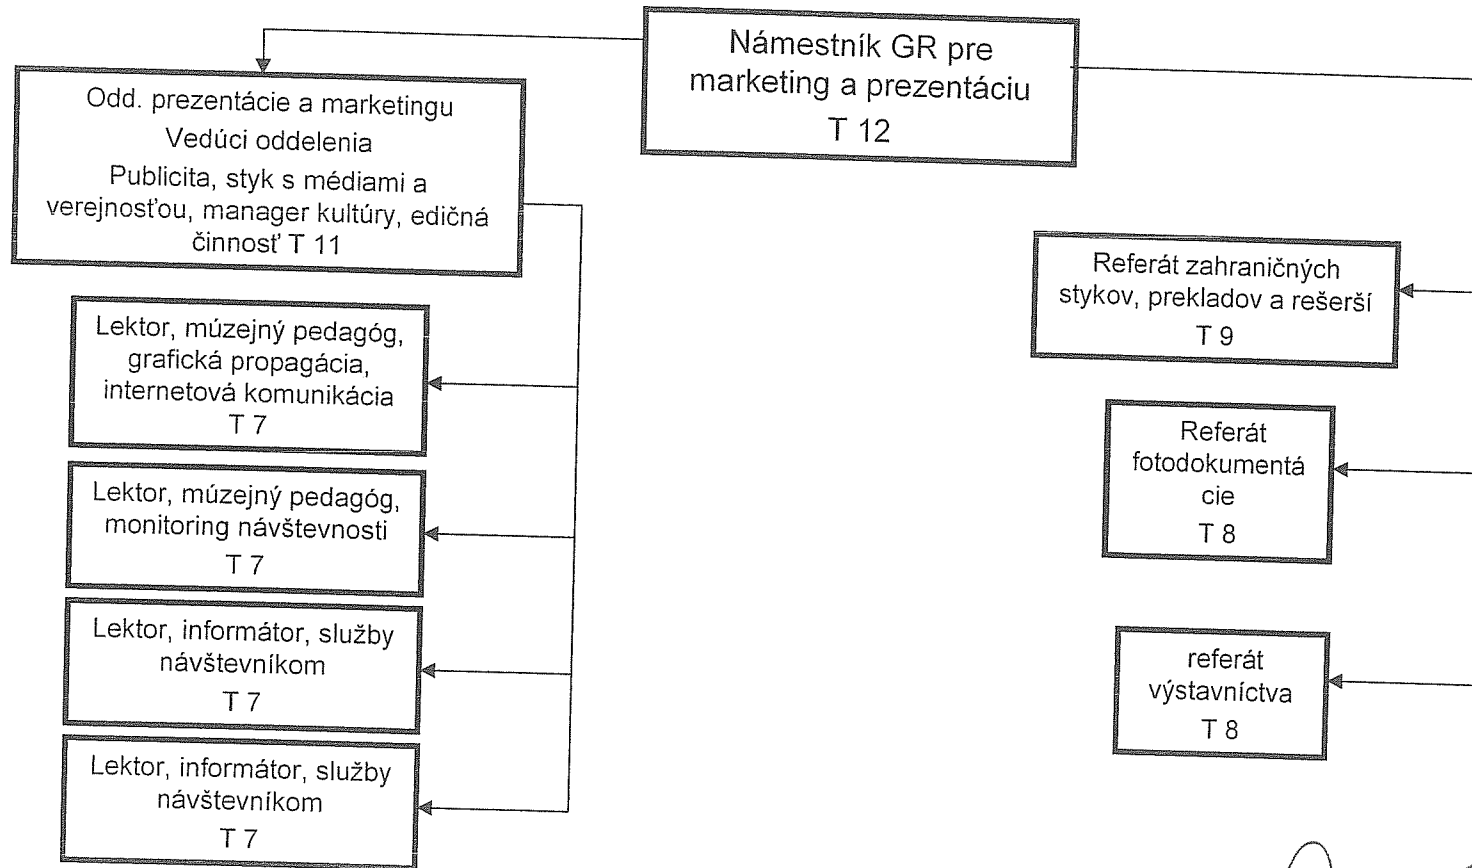 Námestník GR pre
marketing a prezentáciu
T 12
Odd. prezentácie a marketingu
Vedúci oddelenia
Publicita, styk s médiami a
verejnosťou, manager kultúry, edičná
činnosť T 11
Lektor, múzejný pedagóg,
grafická propagácia,
internetová komunikácia
T 7
Lektor, múzejný pedagóg,
monitoring návštevnosti
T 7
Lektor, informátor, služby
návštevníkom
T 7
Lektor, informátor, služby
návštevníkom
T 7
Referát zahraničných
stykov, prekladov a rešerší
T 9
Referát
fotodokumentá
cie
T 8
referát
výstavníctva
T 8